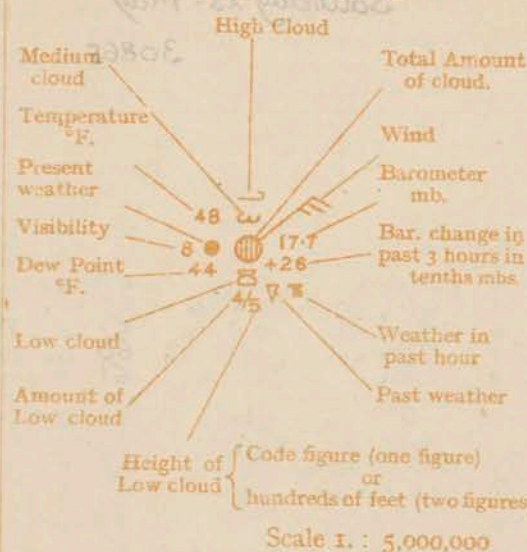 High Cloud
Medium
cloud
Total Amount
of cloud.
Temperature
°F.
Wind
Present
weather
Barometer
mb.
48
Visibility
8
17·7
Bar. change in
past 3 hours in
tenths mbs.
Dew Point
°F.
44
+26
4/5
Low cloud
Weather in
past hour
Amount of
Low cloud
Past weather
Height of
Low cloud
Code figure (one figure)
or
hundreds of feet (two figures
Scale 1. : 5,000,000